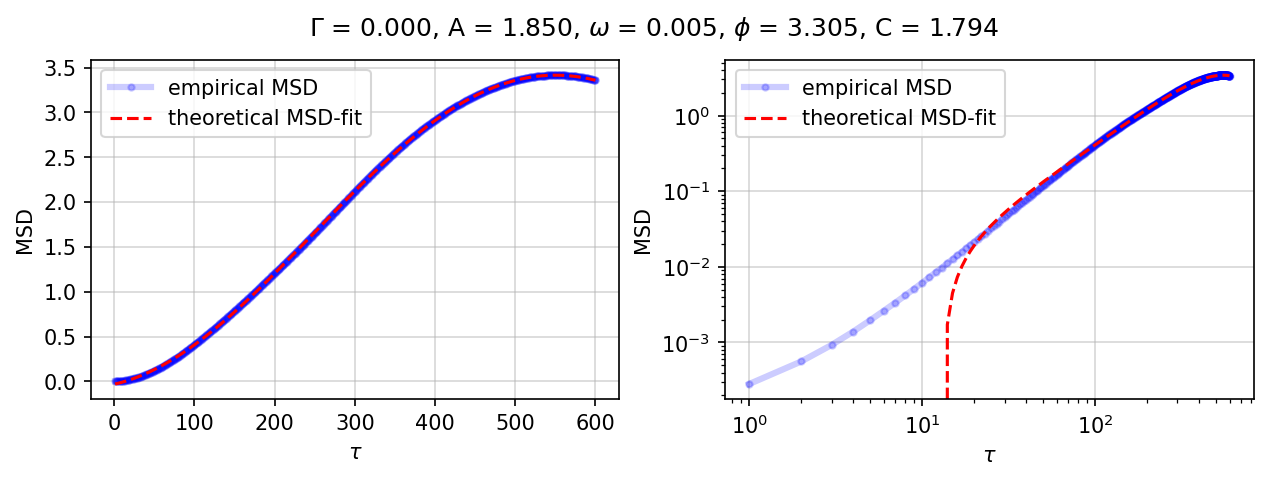 Γ = 0.000, A = 1.850, ω = 0.005, ϕ = 3.305, C = 1.794
empirical MSD
theoretical MSD-fit
MSD
3.5
3.0
2.5
2.0
1.5
1.0
0.5
0.0
0 100 200 300 400 500 600
τ
empirical MSD
theoretical MSD-fit
MSD
10⁰
10⁻¹
10⁻²
10⁻³
10⁰ 10¹ 10²
τ